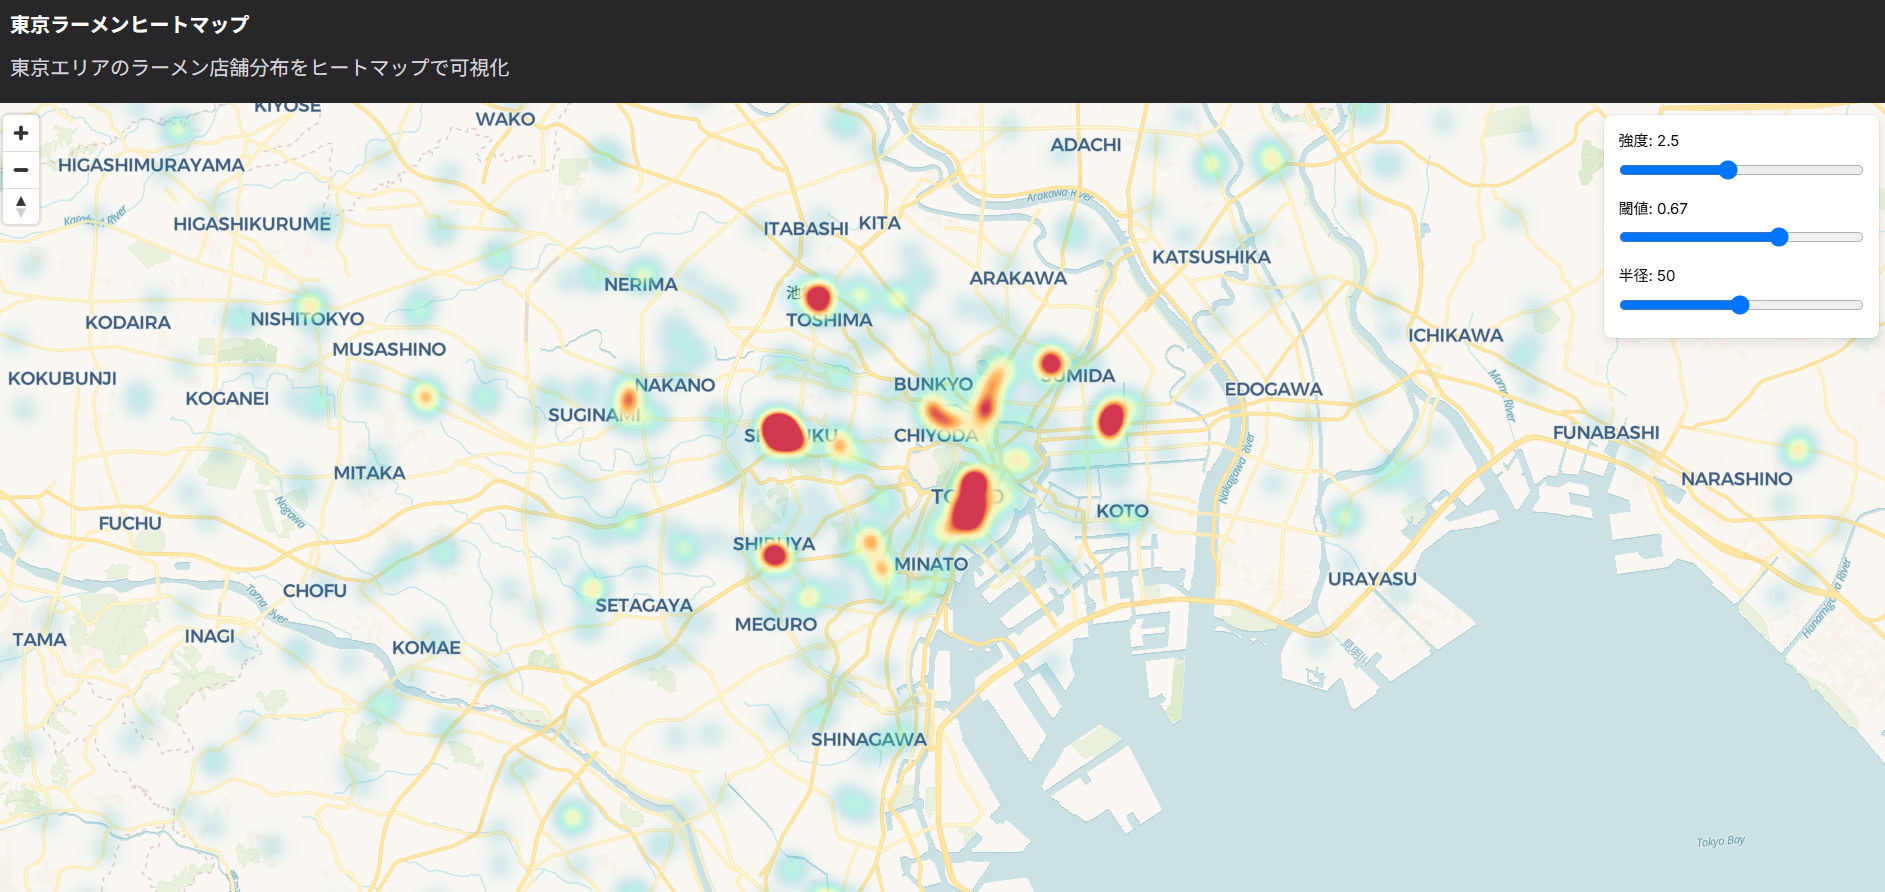 東京ラーメンヒートマップ
東京エリアのラーメン店舗分布をヒートマップで可視化
強度: 2.5
閾値: 0.67
半径: 50
KIYOSE
WAKO
ADACHI
HIGASHIMURAYAMA
Arakawa River
HIGASHIKURUME
ITABASHI
KITA
KATSUSHIKA
NERIMA
ARAKAWA
池
TOSHIMA
KODAIRA
NISHITOKYO
ICHIKAWA
MUSASHINO
KOKUBUNJI
KOGANEI
NAKANO
BUNKYO
SUMIDA
EDOGAWA
SUGINAMI
CHIYODA
FUNABASHI
MITAKA
NARASHINO
Nakagawa River
Nogawa
KOTO
FUCHU
SHIBUYA
MINATO
CHOFU
URAYASU
SETAGAYA
MEGURO
TAMA
INAGI
KOMAE
SHINAGAWA
Tokyo Bay